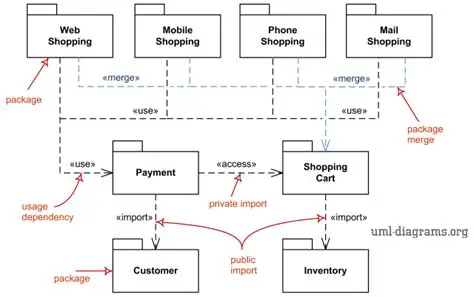 Web
Shopping
Mobile
Shopping
Phone
Shopping
Mail
Shopping
«merge»
«merge»
package
«use»
«use»
package
merge
«use»
Payment
«access»
Shopping
Cart
usage
dependency
private import
«import»
«import»
uml-diagrams.org
package
Customer
public
import
Inventory